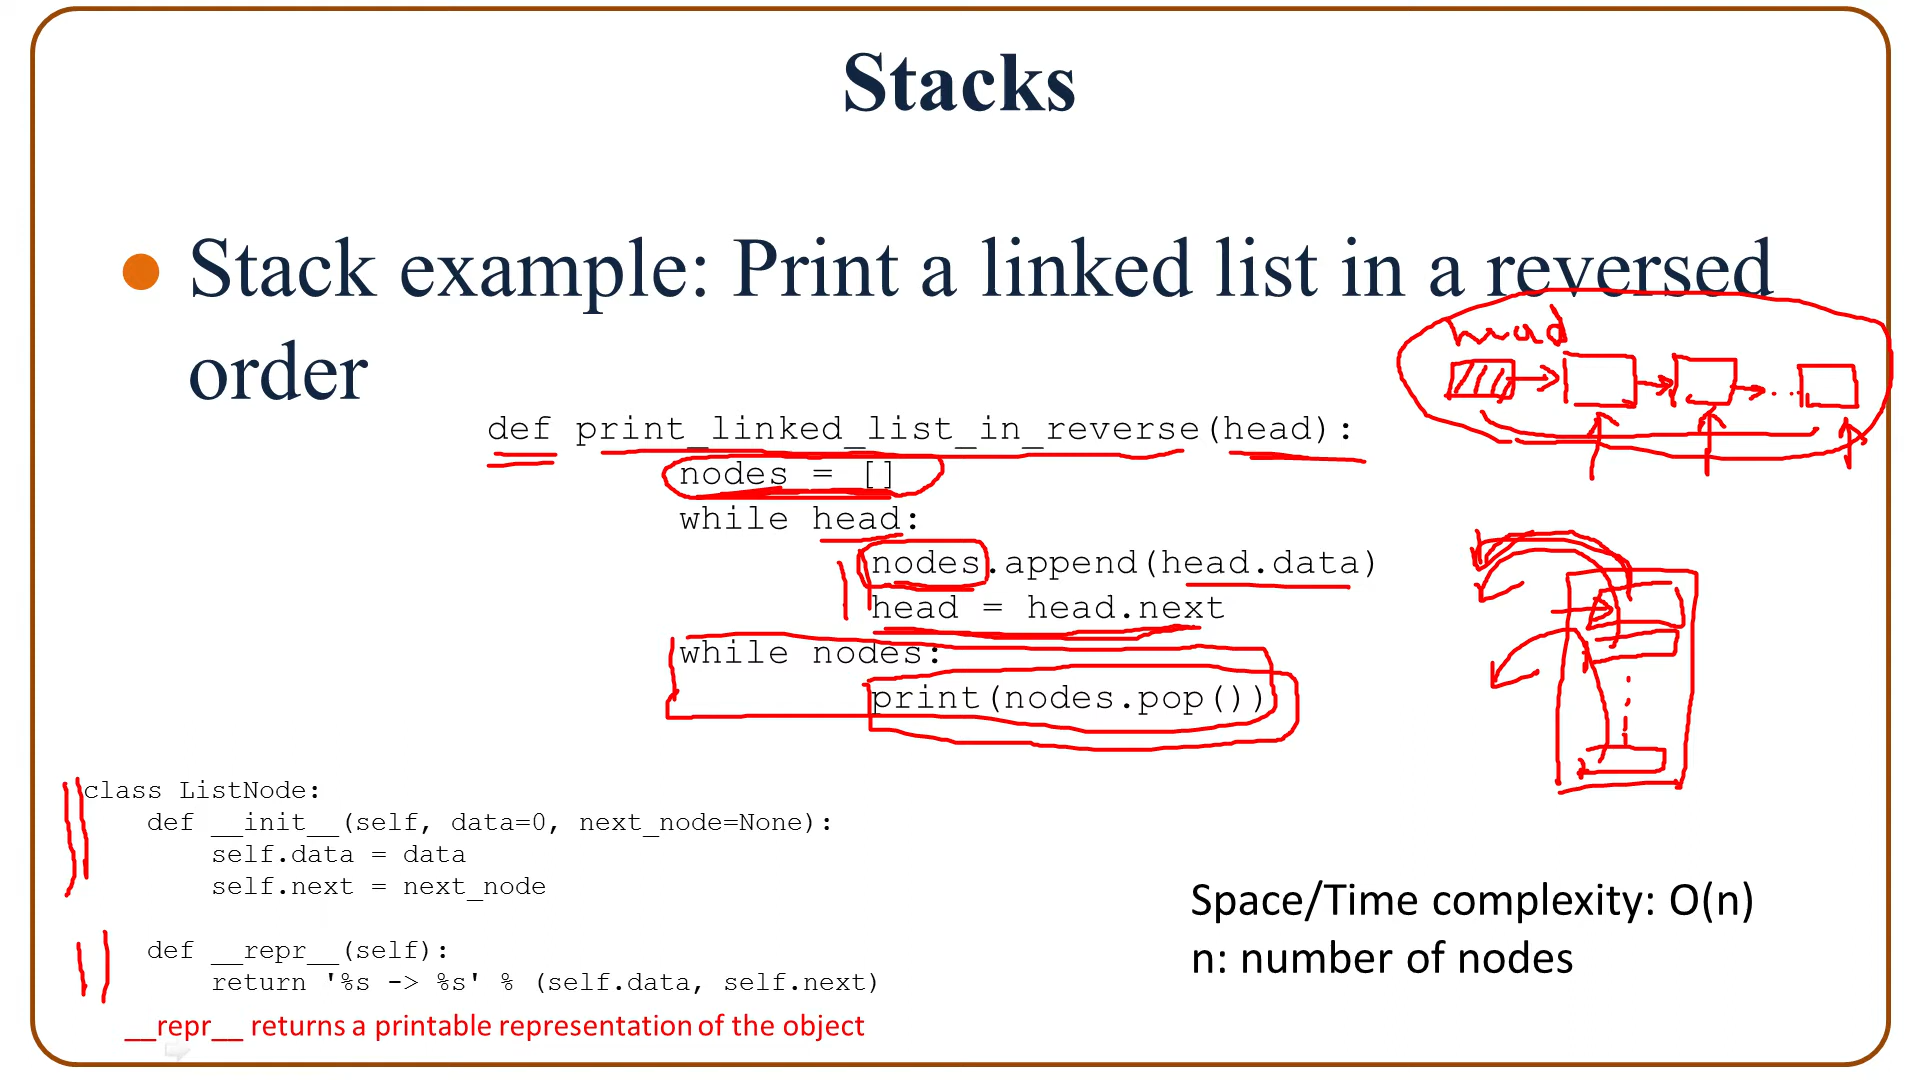 Stacks
Stack example: Print a linked list in a reversed
order
head
def print_linked_list_in_reverse(head):
nodes = []
while head:
nodes.append(head.data)
head = head.next
while nodes:
print(nodes.pop())
class ListNode:
def __init__(self, data=0, next_node=None):
self.data = data
self.next = next_node
def __repr__(self):
return '%s -> %s' % (self.data, self.next)
__repr__ returns a printable representation of the object
Space/Time complexity: O(n)
n: number of nodes